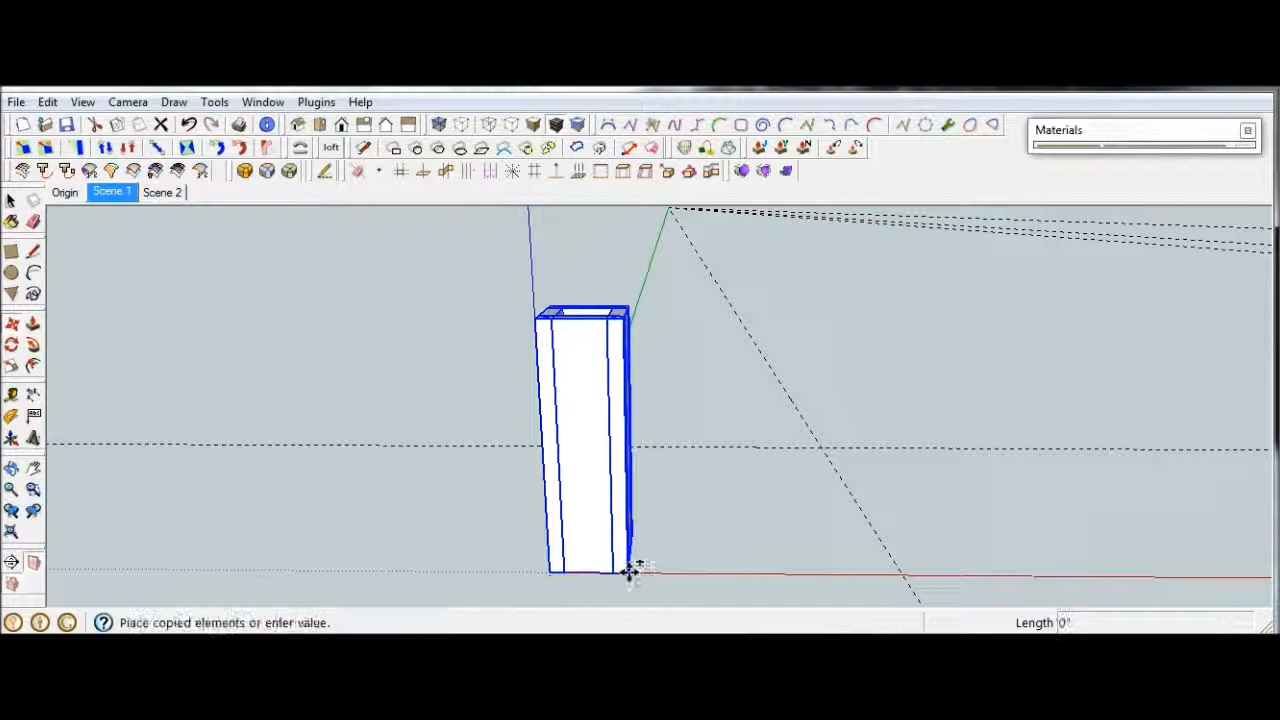 File Edit View Camera Draw Tools Window Plugins Help
Materials
loft
Origin Scene 1 Scene 2
Place copied elements or enter value.
Length 0"